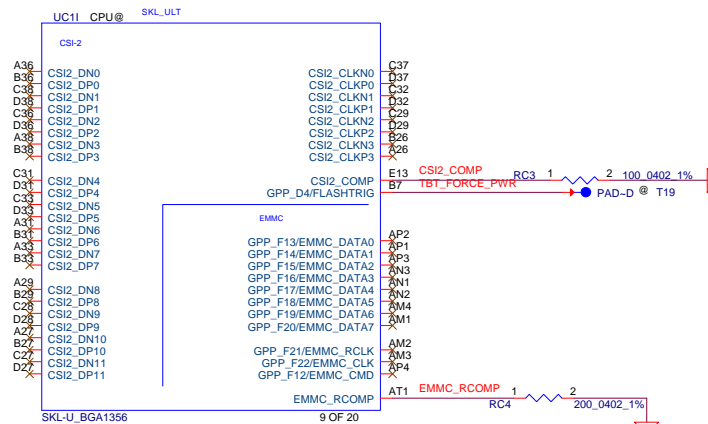 UC1I CPU@ SKL_ULT
CSI-2
A36 CSI2_DN0
B36 CSI2_DP0
C38 CSI2_DN1
D38 CSI2_DP1
C36 CSI2_DN2
D36 CSI2_DP2
A38 CSI2_DN3
B38 CSI2_DP3
C31 CSI2_DN4
D31 CSI2_DP4
C33 CSI2_DN5
D33 CSI2_DP5
A31 CSI2_DN6
B31 CSI2_DP6
A33 CSI2_DN7
B33 CSI2_DP7
A29 CSI2_DN8
B29 CSI2_DP8
C28 CSI2_DN9
D28 CSI2_DP9
A27 CSI2_DN10
B27 CSI2_DP10
C27 CSI2_DN11
D27 CSI2_DP11
CSI2_CLKN0 C37
CSI2_CLKP0 D37
CSI2_CLKN1 C32
CSI2_CLKP1 D32
CSI2_CLKN2 C29
CSI2_CLKP2 D29
CSI2_CLKN3 B26
CSI2_CLKP3 A26
CSI2_COMP E13 CSI2_COMP RC3 1 2 100_0402_1%
GPP_D4/FLASHTRIG B7 TBT_FORCE_PWR PAD~D @ T19
EMMC
GPP_F13/EMMC_DATA0 AP2
GPP_F14/EMMC_DATA1 AP1
GPP_F15/EMMC_DATA2 AP3
GPP_F16/EMMC_DATA3 AN3
GPP_F17/EMMC_DATA4 AN1
GPP_F18/EMMC_DATA5 AN2
GPP_F19/EMMC_DATA6 AM4
GPP_F20/EMMC_DATA7 AM1
GPP_F21/EMMC_RCLK AM2
GPP_F22/EMMC_CLK AM3
GPP_F12/EMMC_CMD AP4
EMMC_RCOMP AT1 EMMC_RCOMP RC4 1 2 200_0402_1%
SKL-U_BGA1356 9 OF 20